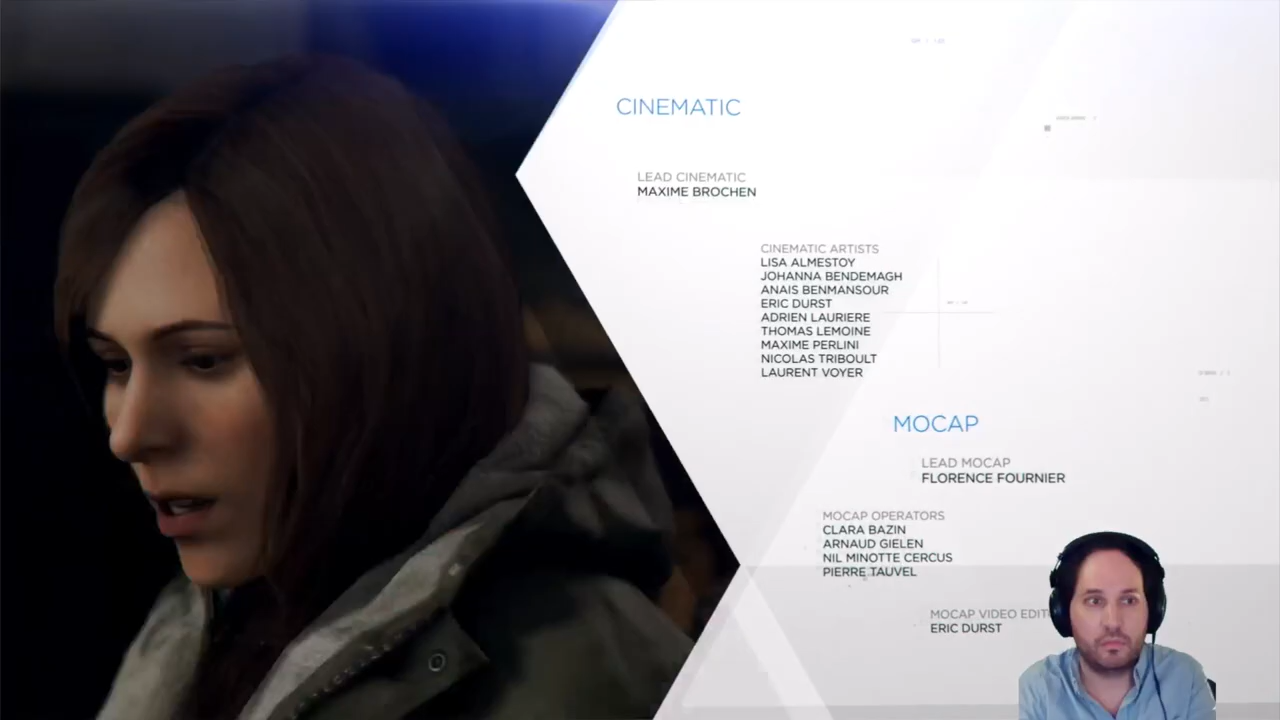 CINEMATIC
LEAD CINEMATIC
MAXIME BROCHEN
CINEMATIC ARTISTS
LISA ALMESTOY
JOHANNA BENDEMAGH
ANAIS BENMANSOUR
ERIC DURST
ADRIEN LAURIERE
THOMAS LEMOINE
MAXIME PERLINI
NICOLAS TRIBOULT
LAURENT VOYER
MOCAP
LEAD MOCAP
FLORENCE FOURNIER
MOCAP OPERATORS
CLARA BAZIN
ARNAUD GIELEN
NIL MINOTTE CERCUS
PIERRE TAUVEL
MOCAP VIDEO
ERIC DURST